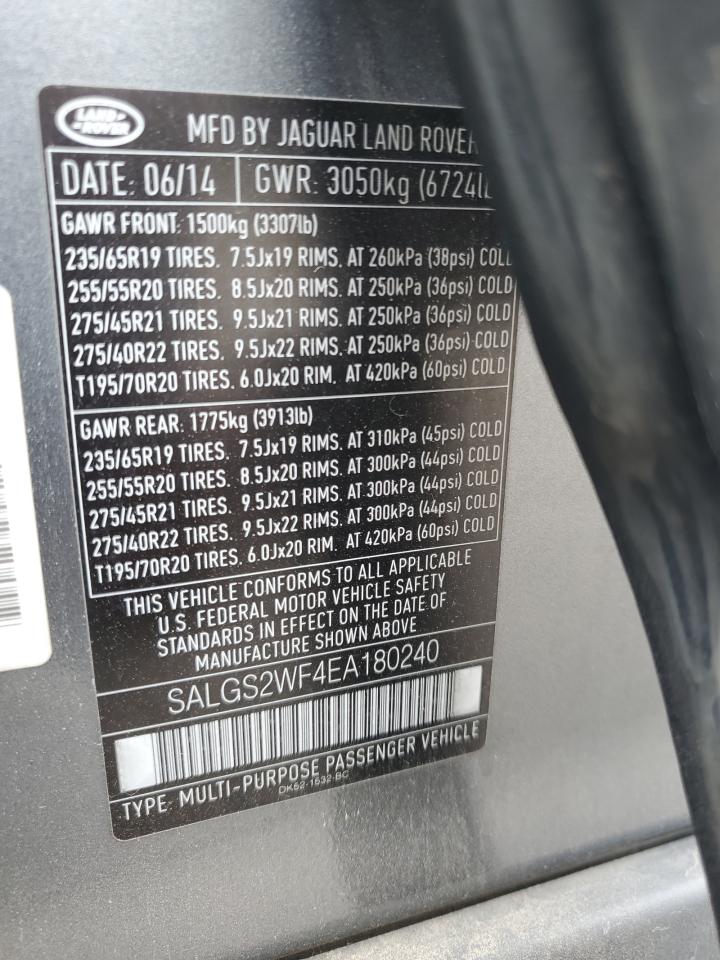 LAND-
-ROVER
MFD BY JAGUAR LAND ROVER
DATE: 06/14 GWR: 3050kg (6724l
GAWR FRONT: 1500kg (3307lb)
235/65R19 TIRES. 7.5Jx19 RIMS. AT 260kPa (38psi) COLD
255/55R20 TIRES. 8.5Jx20 RIMS. AT 250kPa (36psi) COLD
275/45R21 TIRES. 9.5Jx21 RIMS. AT 250kPa (36psi) COLD
275/40R22 TIRES. 9.5Jx22 RIMS. AT 250kPa (36psi) COLD
T195/70R20 TIRES. 6.0Jx20 RIM. AT 420kPa (60psi) COLD
GAWR REAR: 1775kg (3913lb)
235/65R19 TIRES. 7.5Jx19 RIMS. AT 310kPa (45psi) COLD
255/55R20 TIRES. 8.5Jx20 RIMS. AT 300kPa (44psi) COLD
275/45R21 TIRES. 9.5Jx21 RIMS. AT 300kPa (44psi) COLD
275/40R22 TIRES. 9.5Jx22 RIMS. AT 300kPa (44psi) COLD
T195/70R20 TIRES. 6.0Jx20 RIM. AT 420kPa (60psi) COLD
THIS VEHICLE CONFORMS TO ALL APPLICABLE
U.S. FEDERAL MOTOR VEHICLE SAFETY
STANDARDS IN EFFECT ON THE DATE OF
MANUFACTURE SHOWN ABOVE
SALGS2WF4EA180240
TYPE: MULTI-PURPOSE PASSENGER VEHICLE
DK52-1532-BC